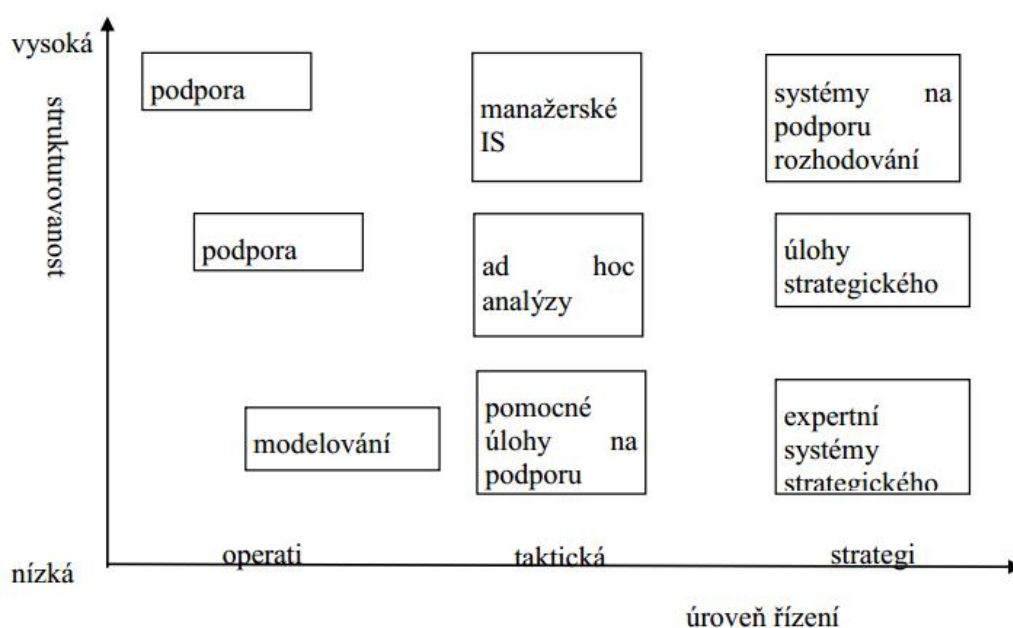 vysoká
strukturovanost
podpora
manažerské
IS
systémy na
podporu
rozhodování
podpora
ad hoc
analýzy
úlohy
strategického
modelování
pomocné
úlohy na
podporu
expertní
systémy
strategického
nízká
operati
taktická
strategi
úroveň řízení